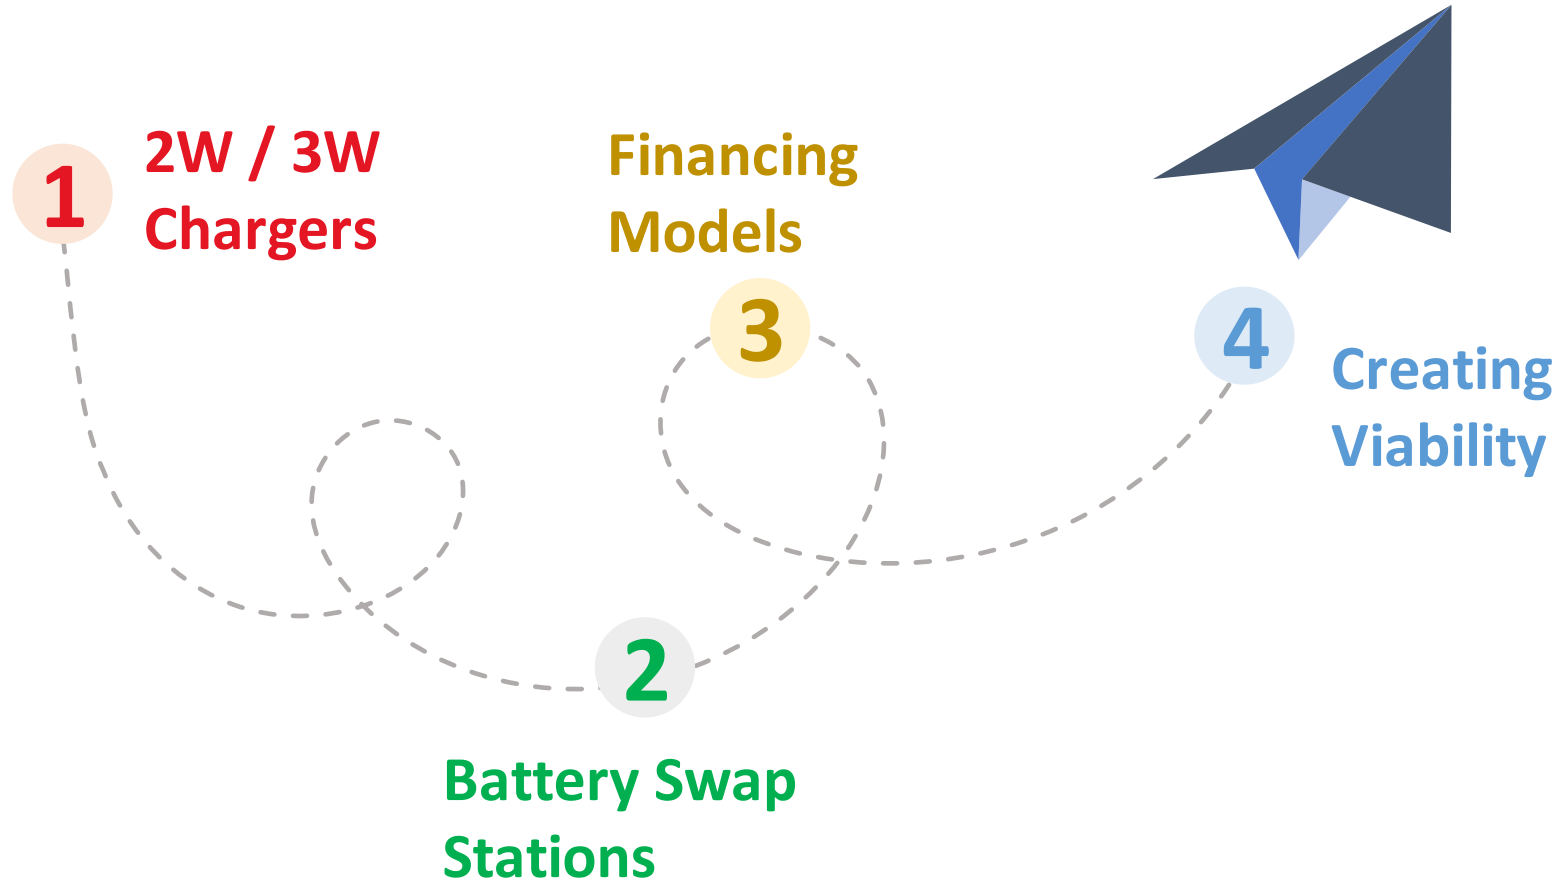 1
2W / 3W
Chargers
2
Battery Swap
Stations
3
Financing
Models
4
Creating
Viability